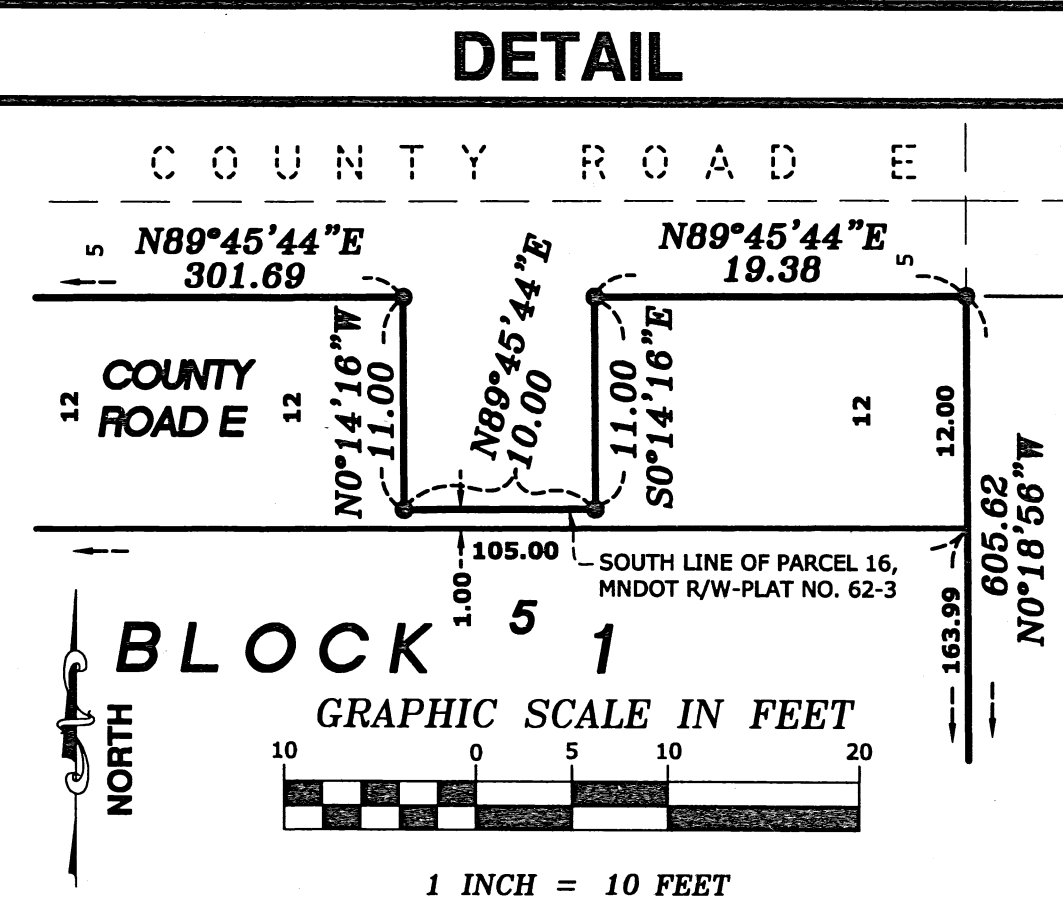 DETAIL
COUNTY ROAD E
N89°45'44"E
301.69
5
N89°45'44"E
10.00
N89°45'44"E
19.38
5
COUNTY
ROAD E
12
12
N0°14'16"W
11.00
11.00
S0°14'16"E
12
12.00
605.62
N0°18'56"W
105.00
1.00
SOUTH LINE OF PARCEL 16,
MNDOT R/W-PLAT NO. 62-3
163.99
5
BLOCK 1
NORTH
GRAPHIC SCALE IN FEET
10 0 5 10 20
1 INCH = 10 FEET